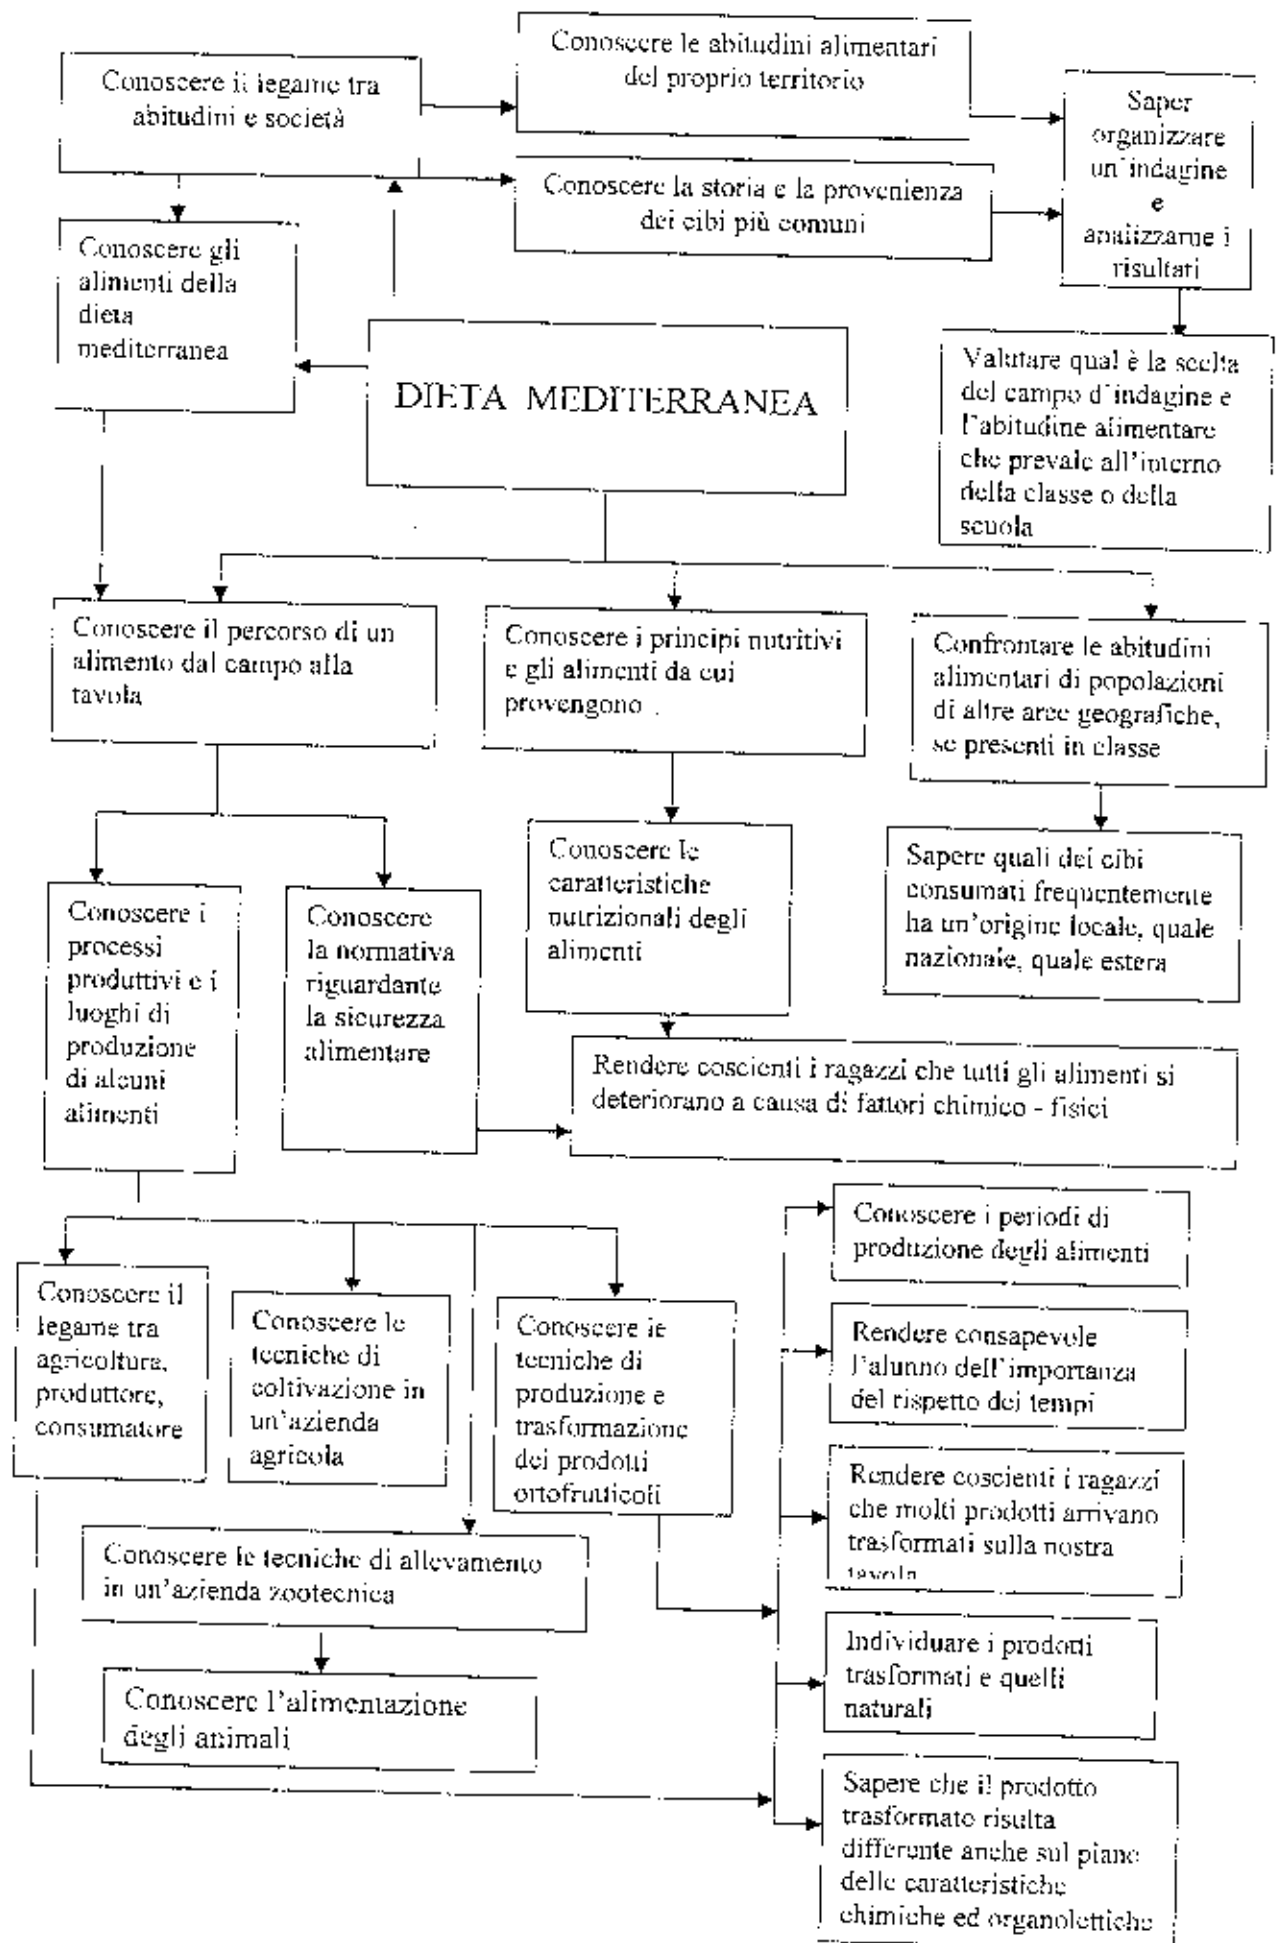 Conoscere il legame tra
abitudini e società
Conoscere le abitudini alimentari
del proprio territorio
Saper
organizzare
un'indagine
e
analizzarne i
risultati
Conoscere la storia e la provenienza
dei cibi più comuni
Conoscere gli
alimenti della
dieta
mediterranea
DIETA MEDITERRANEA
Valutare qual è la scelta
del campo d'indagine e
l'abitudine alimentare
che prevale all'interno
della classe o della
scuola
Conoscere il percorso di un
alimento dal campo alla
tavola
Conoscere i principi nutritivi
e gli alimenti da cui
provengono
Confrontare le abitudini
alimentari di popolazioni
di altre aree geografiche,
se presenti in classe
Conoscere i
processi
produttivi e i
luoghi di
produzione
di alcuni
alimenti
Conoscere
la normativa
riguardante
la sicurezza
alimentare
Conoscere le
caratteristiche
nutrizionali degli
alimenti
Sapere quali dei cibi
consumati frequentemente
ha un'origine locale, quale
nazionale, quale estera
Rendere coscienti i ragazzi che tutti gli alimenti si
deteriorano a causa di fattori chimico - fisici
Conoscere il
legame tra
agricoltura,
produttore,
consumatore
Conoscere le
tecniche di
coltivazione in
un'azienda
agricola
Conoscere le
tecniche di
produzione e
trasformazione
dei prodotti
ortofrutticoli
Conoscere i periodi di
produzione degli alimenti
Rendere consapevole
l'alunno dell'importanza
del rispetto dei tempi
Rendere coscienti i ragazzi
che molti prodotti arrivano
trasformati sulla nostra
tavola
Conoscere le tecniche di allevamento
in un'azienda zootecnica
Conoscere l'alimentazione
degli animali
Individuare i prodotti
trasformati e quelli
naturali
Sapere che il prodotto
trasformato risulta
differente anche sul piano
delle caratteristiche
chimiche ed organolettiche